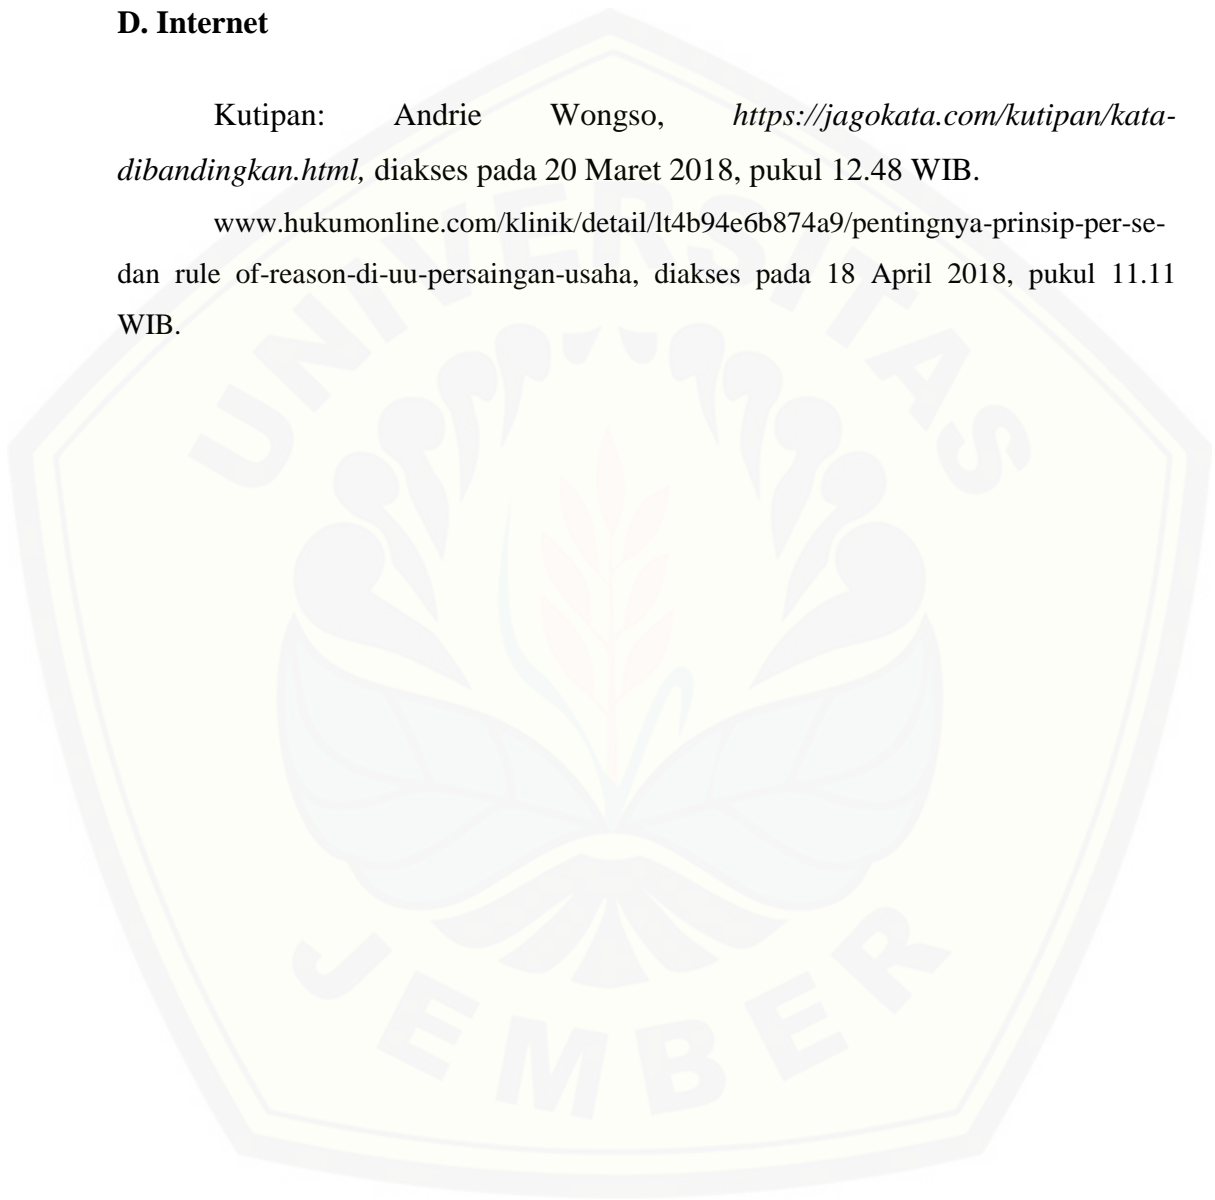 D. Internet
Kutipan: Andrie Wongso, https://jagokata.com/kutipan/kata-
dibandingkan.html, diakses pada 20 Maret 2018, pukul 12.48 WIB.
www.hukumonline.com/klinik/detail/lt4b94e6b874a9/pentingnya-prinsip-per-se-
dan rule of-reason-di-uu-persaingan-usaha, diakses pada 18 April 2018, pukul 11.11
WIB.
UNIVERSITAS
JEMBER